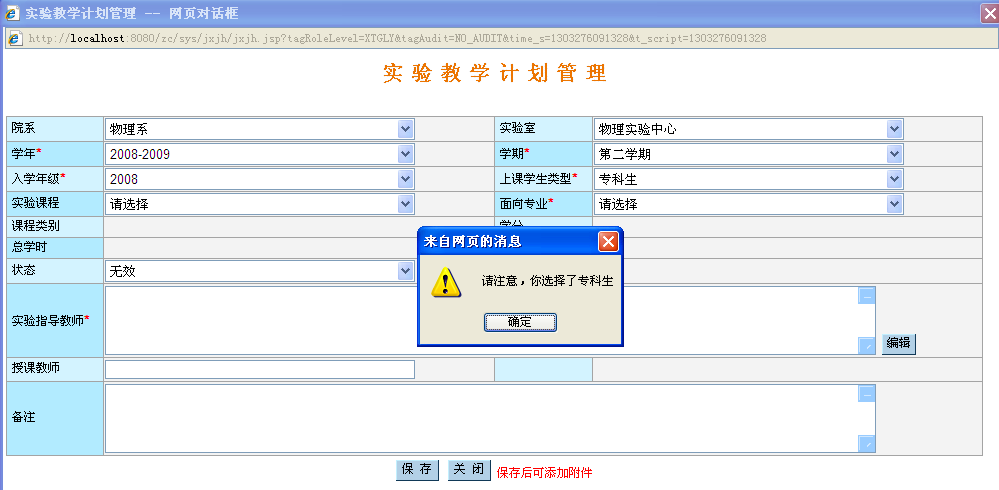 实验教学计划管理 -- 网页对话框
http://localhost:8080/zc/sys/jxjh/jxjh.jsp?tagRoleLevel=XTGLY&tagAudit=NO_AUDIT&time_s=1303276091328&t_script=1303276091328
实验教学计划管理
院系 物理系 实验室 物理实验中心
学年* 2008-2009 学期* 第二学期
入学年级* 2008 上课学生类型* 专科生
实验课程 请选择 面向专业* 请选择
课程类别 学分
总学时
状态 无效
来自网页的消息
请注意，你选择了专科生
确定
实验指导教师* 编辑
授课教师
备注
保 存 关 闭 保存后可添加附件